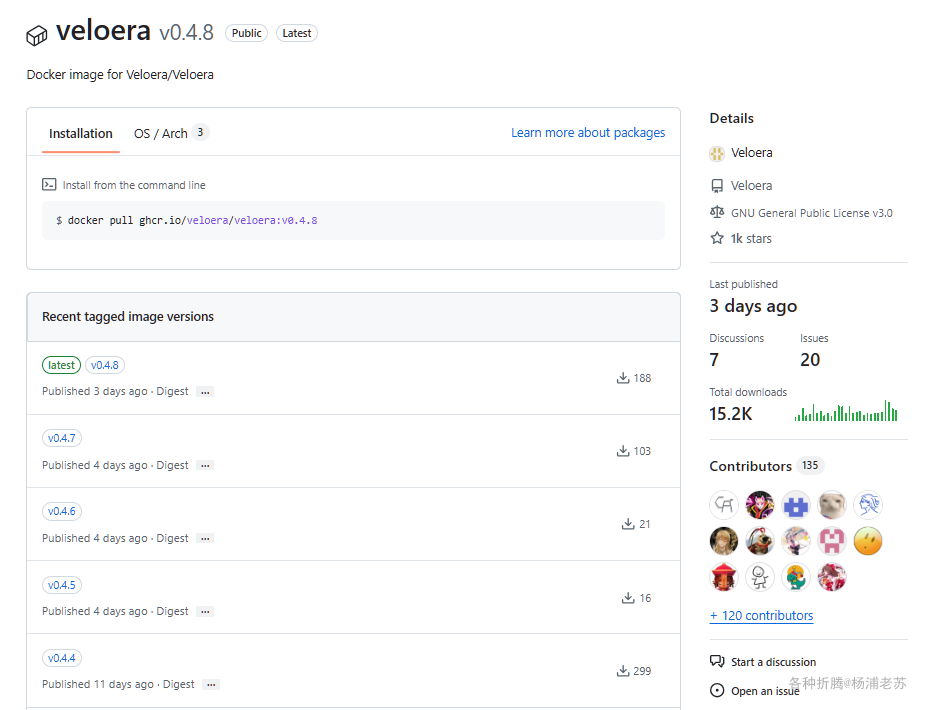 veloera v0.4.8 Public Latest
Docker image for Veloera/Veloera
Installation OS / Arch 3 Learn more about packages
Install from the command line
$ docker pull ghcr.io/veloera/veloera:v0.4.8
Recent tagged image versions
latest v0.4.8
Published 3 days ago · Digest ... 188
v0.4.7
Published 4 days ago · Digest ... 103
v0.4.6
Published 4 days ago · Digest ... 21
v0.4.5
Published 4 days ago · Digest ... 16
v0.4.4
Published 11 days ago · Digest ... 299
Details
Veloera
Veloera
GNU General Public License v3.0
1k stars
Last published
3 days ago
Discussions Issues
7 20
Total downloads
15.2K
Contributors 135
+ 120 contributors
Start a discussion
Open an issue
各种折腾@杨浦老苏